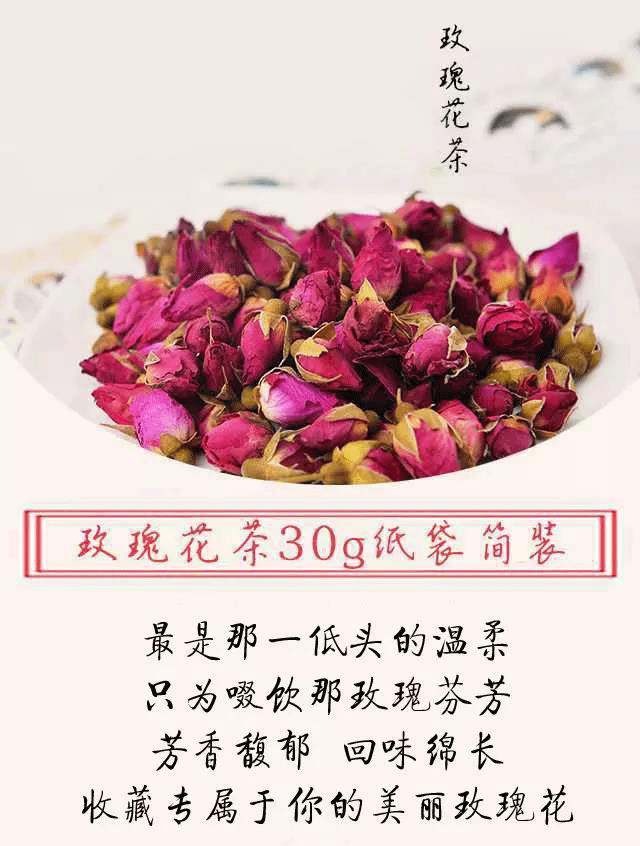 玫瑰花茶
玫瑰花茶30g纸袋简装
最是那一低头的温柔
只为啜饮那玫瑰芬芳
芳香馥郁 回味绵长
收藏专属于你的美丽玫瑰花